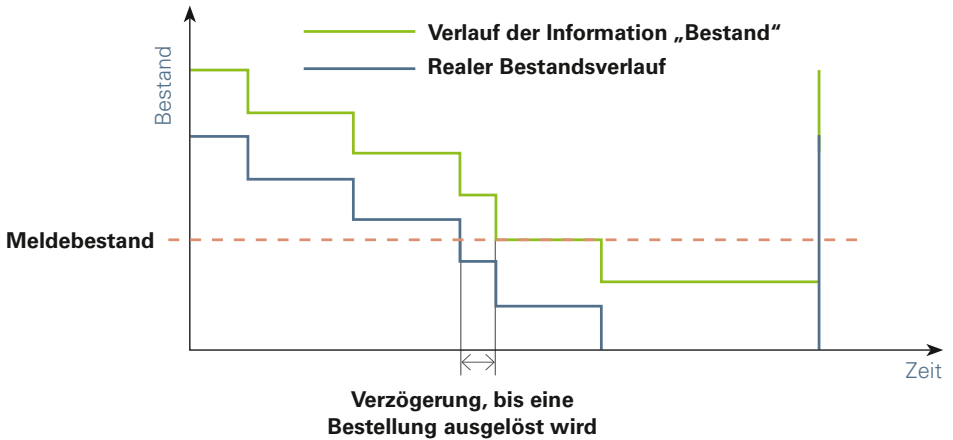 Verlauf der Information „Bestand“
Realer Bestandsverlauf
Bestand
Meldebestand
Zeit
Verzögerung, bis eine
Bestellung ausgelöst wird